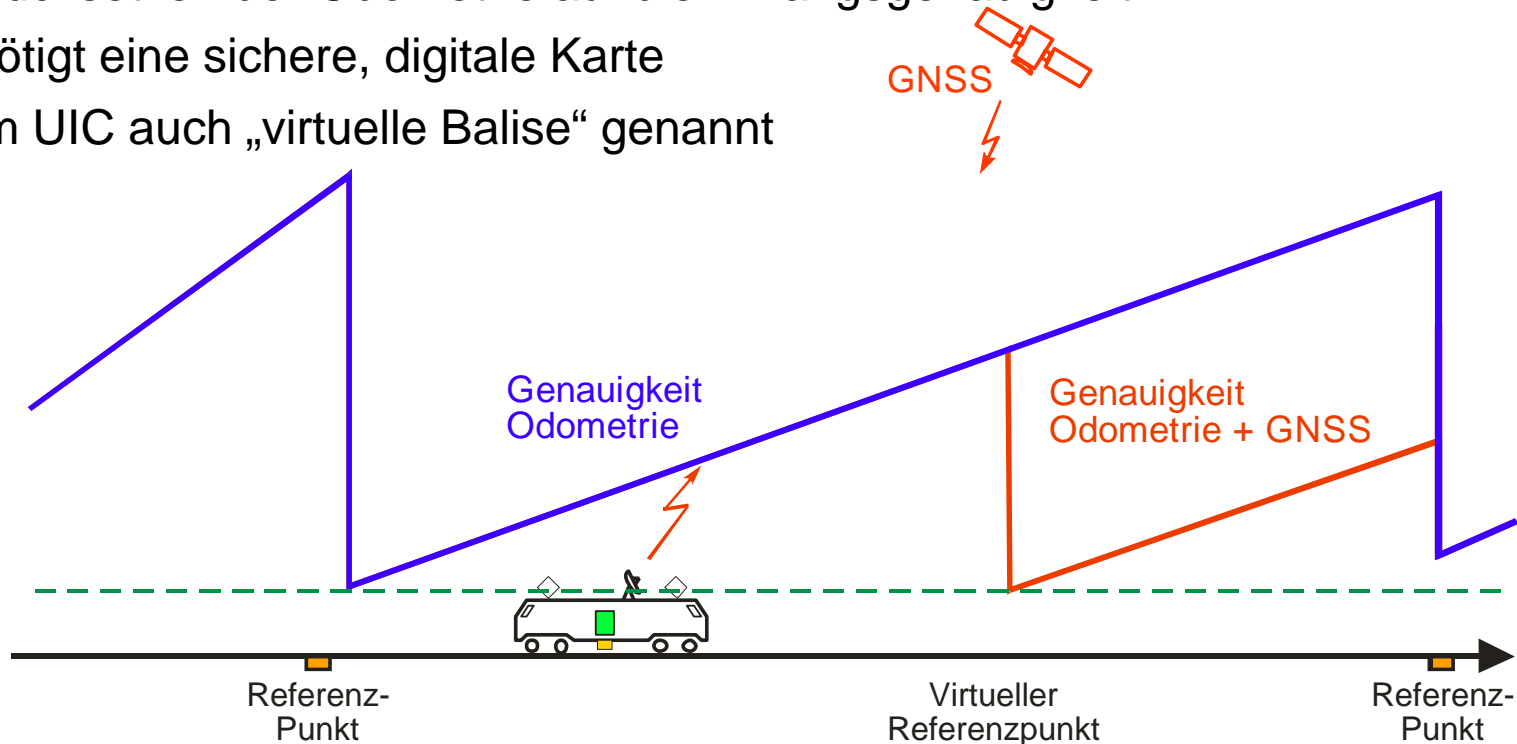 ötigt eine sichere, digitale Karte
UIC auch „virtuelle Balise“ genannt
GNSS
Genauigkeit
Odometrie
Genauigkeit
Odometrie + GNSS
Referenz-
Punkt
Virtueller
Referenzpunkt
Referenz-
Punkt